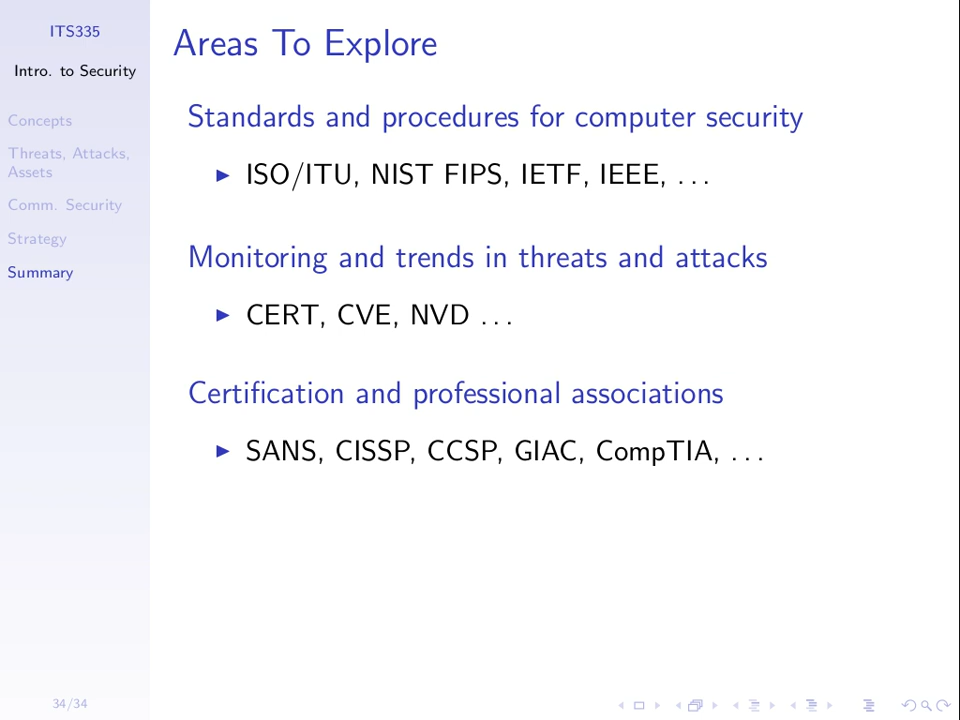 ITS335
Intro. to Security
Concepts
Threats, Attacks,
Assets
Comm. Security
Strategy
Summary
34/34
Areas To Explore
Standards and procedures for computer security
▶ ISO/ITU, NIST FIPS, IETF, IEEE, . . .
Monitoring and trends in threats and attacks
▶ CERT, CVE, NVD . . .
Certification and professional associations
▶ SANS, CISSP, CCSP, GIAC, CompTIA, . . .